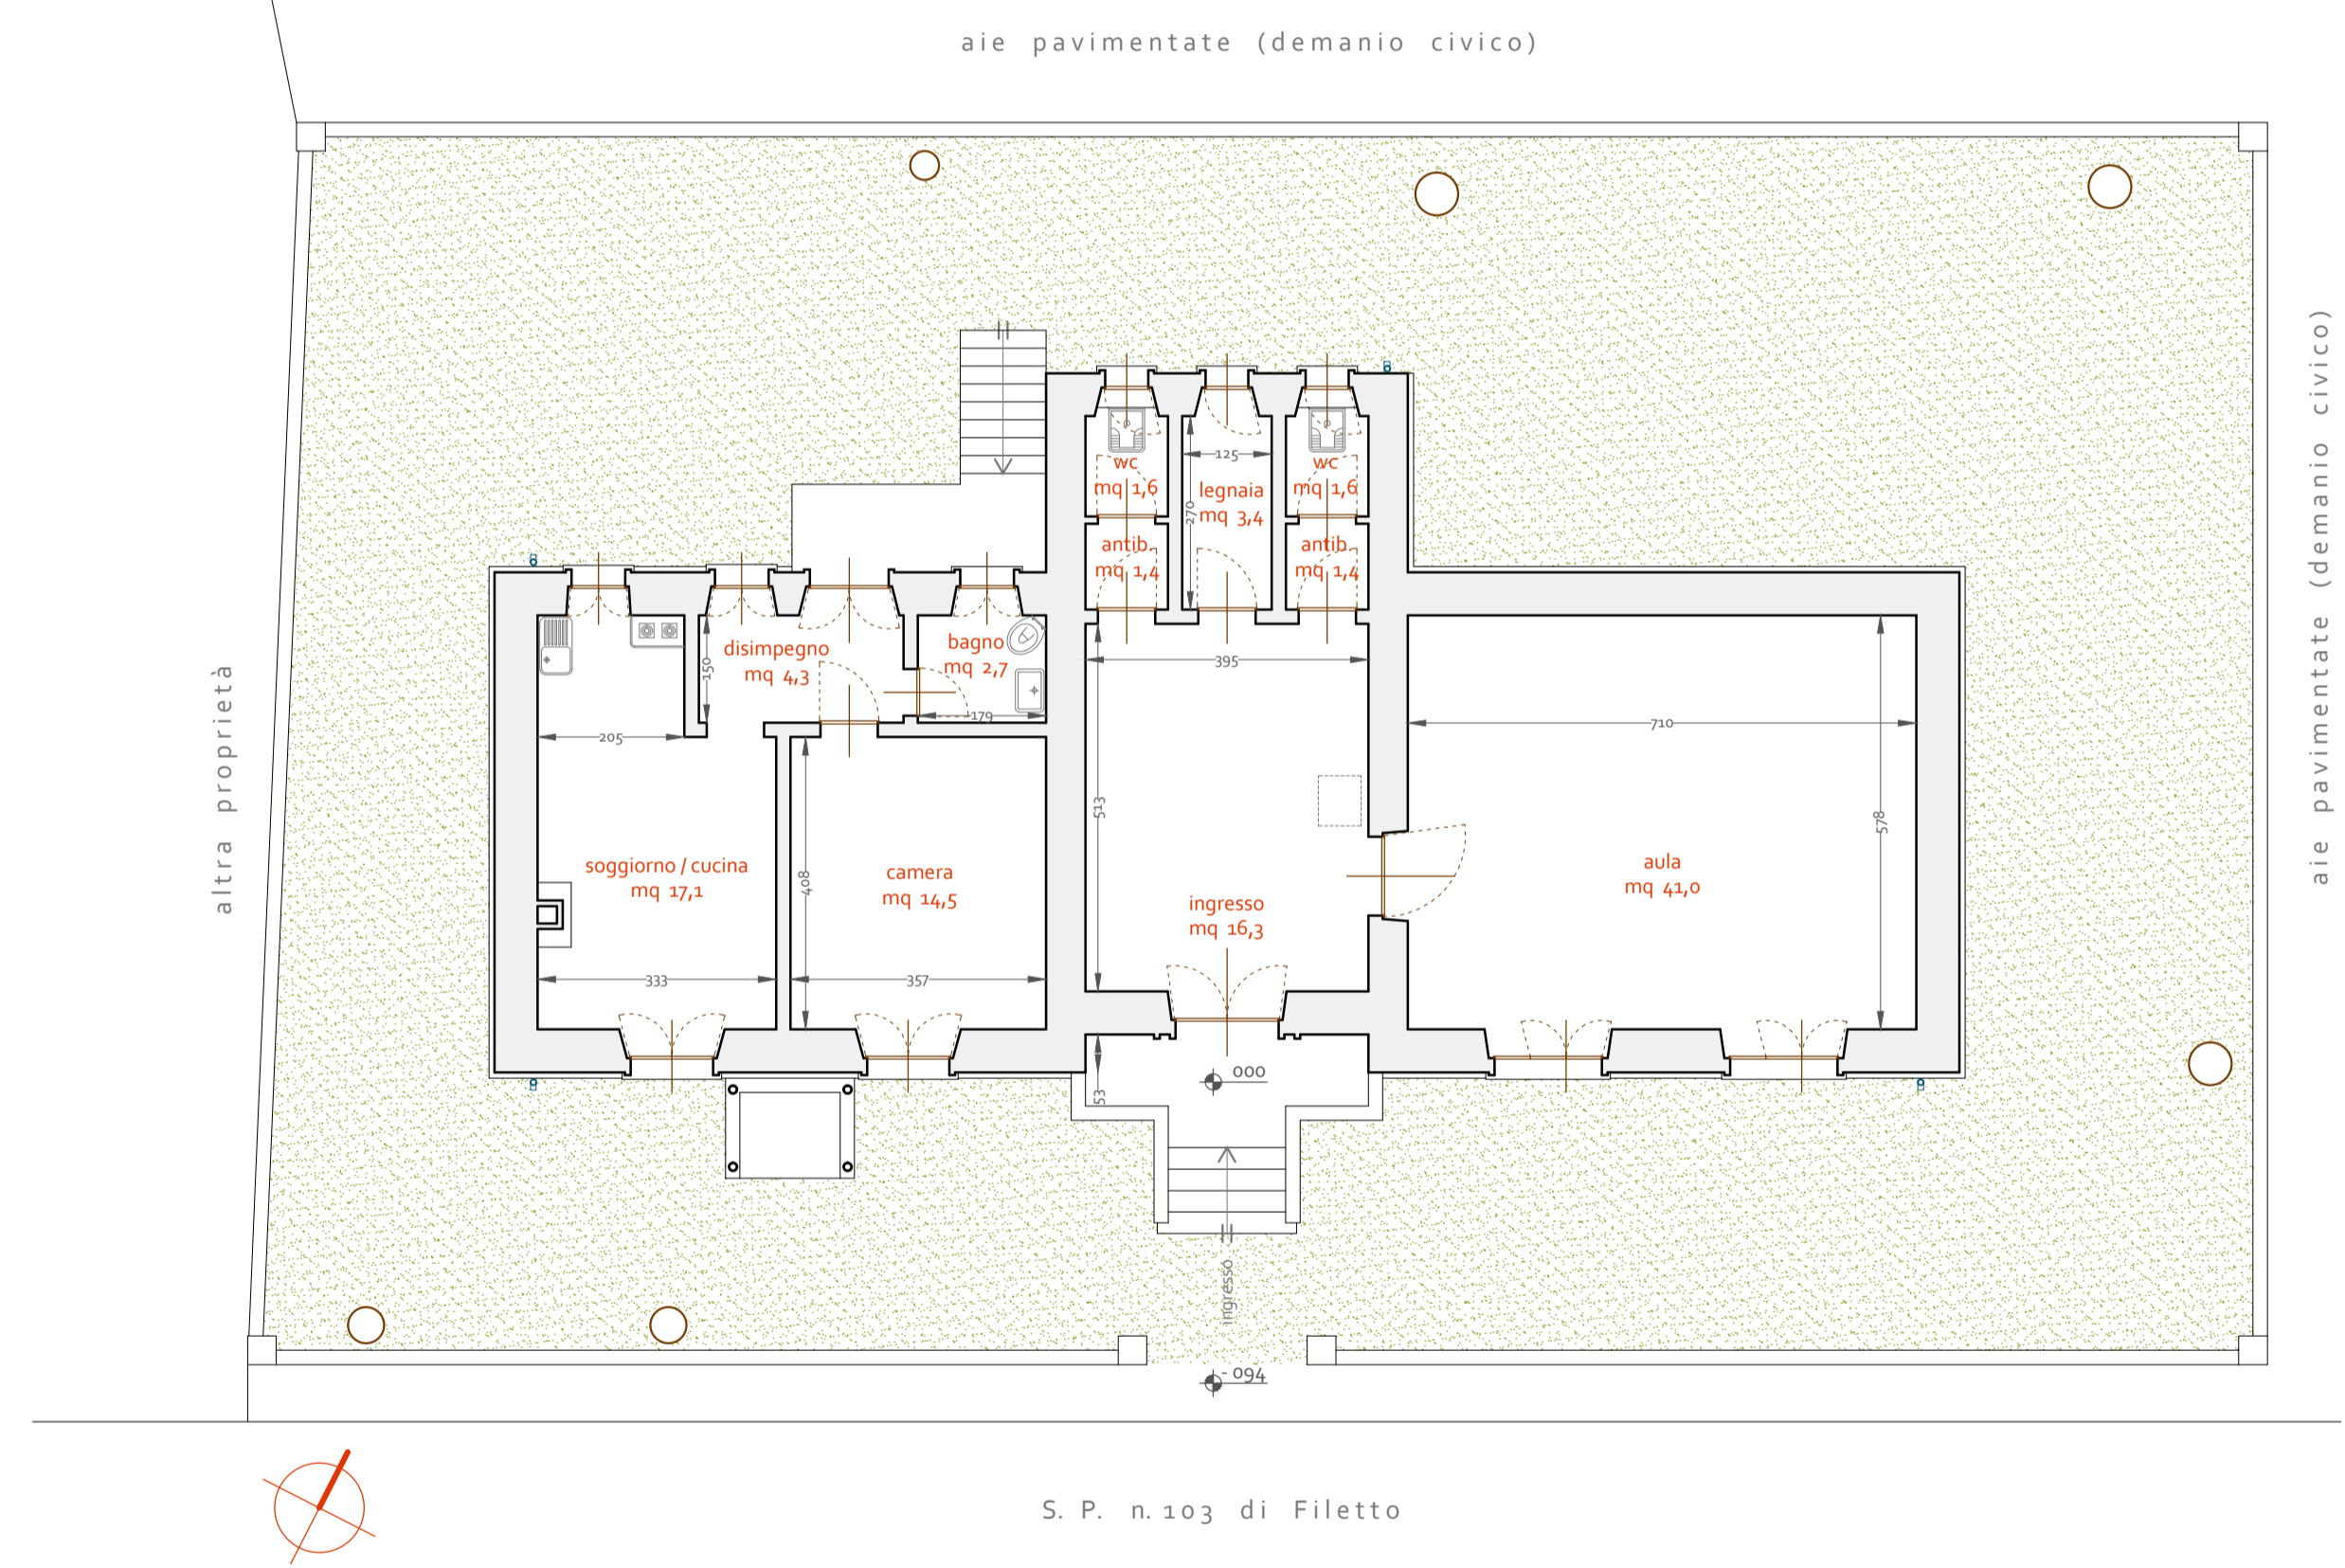 aie pavimentate (demanio civico)
altra proprietà
aie pavimentate (demanio civico)
wc
mq 1,6
125
legnaia
mq 3,4
270
wc
mq 1,6
antib.
mq 1,4
antib.
mq 1,4
disimpegno
mq 4,3
150
bagno
mq 2,7
179
205
395
710
513
578
soggiorno / cucina
mq 17,1
camera
mq 14,5
408
ingresso
mq 16,3
aula
mq 41,0
333
357
53
000
ingresso
- 094
S. P. n. 103 di Filetto